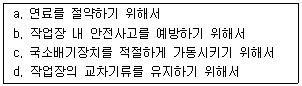 a. 연료를 절약하기 위해서
b. 작업장 내 안전사고를 예방하기 위해서
c. 국소배기장치를 적절하게 가동시키기 위해서
d. 작업장의 교차기류를 유지하기 위해서